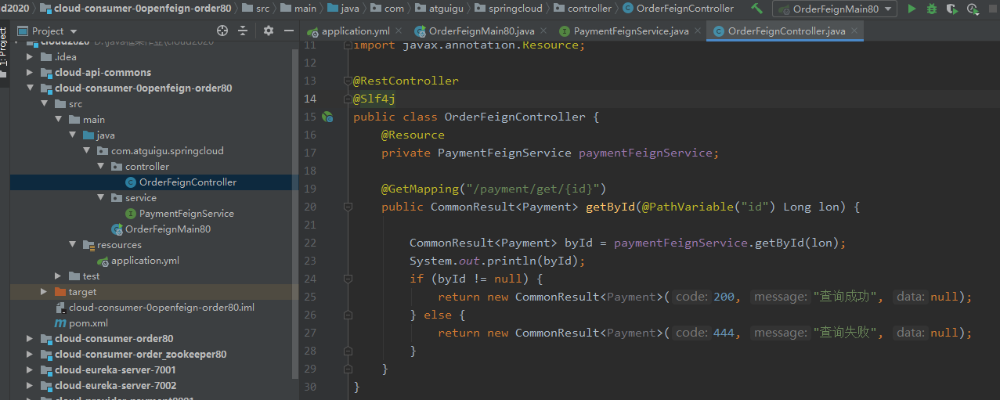 d2020 cloud-consumer-0openfeign-order80 src main java com atguigu springcloud controller OrderFeignController OrderFeignMain80
1: Project
Project
application.yml OrderFeignMain80.java PaymentFeignService.java OrderFeignController.java
.idea
cloud-api-commons
cloud-consumer-0openfeign-order80
src
main
java
com.atguigu.springcloud
controller
OrderFeignController
service
PaymentFeignService
OrderFeignMain80
resources
application.yml
test
target
cloud-consumer-0openfeign-order80.iml
pom.xml
cloud-consumer-order80
cloud-consumer-order_zookeeper80
cloud-eureka-server-7001
cloud-eureka-server-7002
11 import javax.annotation.Resource;
12
13 @RestController
14 @Slf4j
15 public class OrderFeignController {
16 @Resource
17 private PaymentFeignService paymentFeignService;
18
19 @GetMapping("/payment/get/{id}")
20 public CommonResult<Payment> getById(@PathVariable("id") Long lon) {
21
22 CommonResult<Payment> byId = paymentFeignService.getById(lon);
23 System.out.println(byId);
24 if (byId != null) {
25 return new CommonResult<Payment>( code: 200, message: "查询成功", data: null);
26 } else {
27 return new CommonResult<Payment>( code: 444, message: "查询失败", data: null);
28 }
29 }
30 }